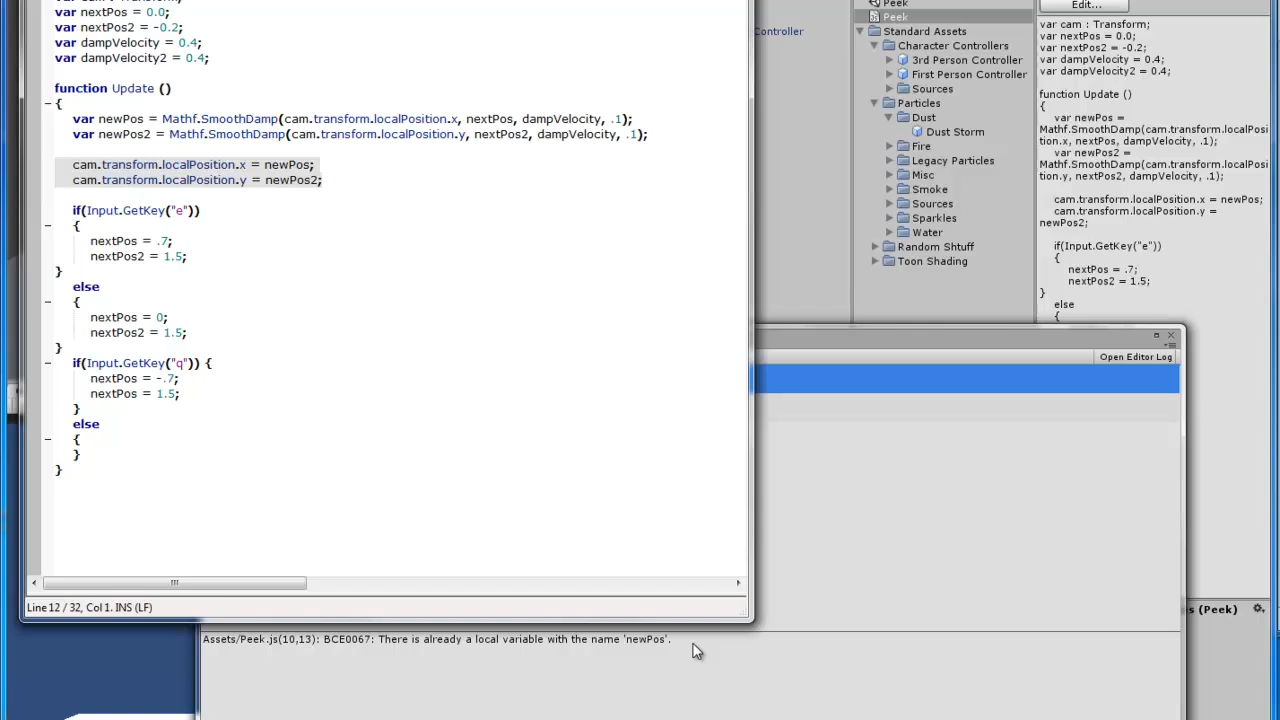 var nextPos = 0.0;
var nextPos2 = -0.2;
var dampVelocity = 0.4;
var dampVelocity2 = 0.4;
function Update ()
{
var newPos = Mathf.SmoothDamp(cam.transform.localPosition.x, nextPos, dampVelocity, .1);
var newPos2 = Mathf.SmoothDamp(cam.transform.localPosition.y, nextPos2, dampVelocity, .1);
cam.transform.localPosition.x = newPos;
cam.transform.localPosition.y = newPos2;
if(Input.GetKey("e"))
{
nextPos = .7;
nextPos2 = 1.5;
}
else
{
nextPos = 0;
nextPos2 = 1.5;
}
if(Input.GetKey("q")) {
nextPos = -.7;
nextPos = 1.5;
}
else
{
}
}
Line 12 / 32, Col 1. INS (LF)
Controller
Peek
Peek
Standard Assets
Character Controllers
3rd Person Controller
First Person Controller
Sources
Particles
Dust
Dust Storm
Fire
Legacy Particles
Misc
Smoke
Sources
Sparkles
Water
Random Shtuff
Toon Shading
Edit...
var cam : Transform;
var nextPos = 0.0;
var nextPos2 = -0.2;
var dampVelocity = 0.4;
var dampVelocity2 = 0.4;
function Update ()
{
var newPos =
Mathf.SmoothDamp(cam.transform.localPosi
tion.x, nextPos, dampVelocity, .1);
var newPos2 =
Mathf.SmoothDamp(cam.transform.localPosi
tion.y, nextPos2, dampVelocity, .1);
cam.transform.localPosition.x = newPos;
cam.transform.localPosition.y =
newPos2;
if(Input.GetKey("e"))
{
nextPos = .7;
nextPos2 = 1.5;
}
else
{
Open Editor Log
s (Peek)
Assets/Peek.js(10,13): BCE0067: There is already a local variable with the name 'newPos'.